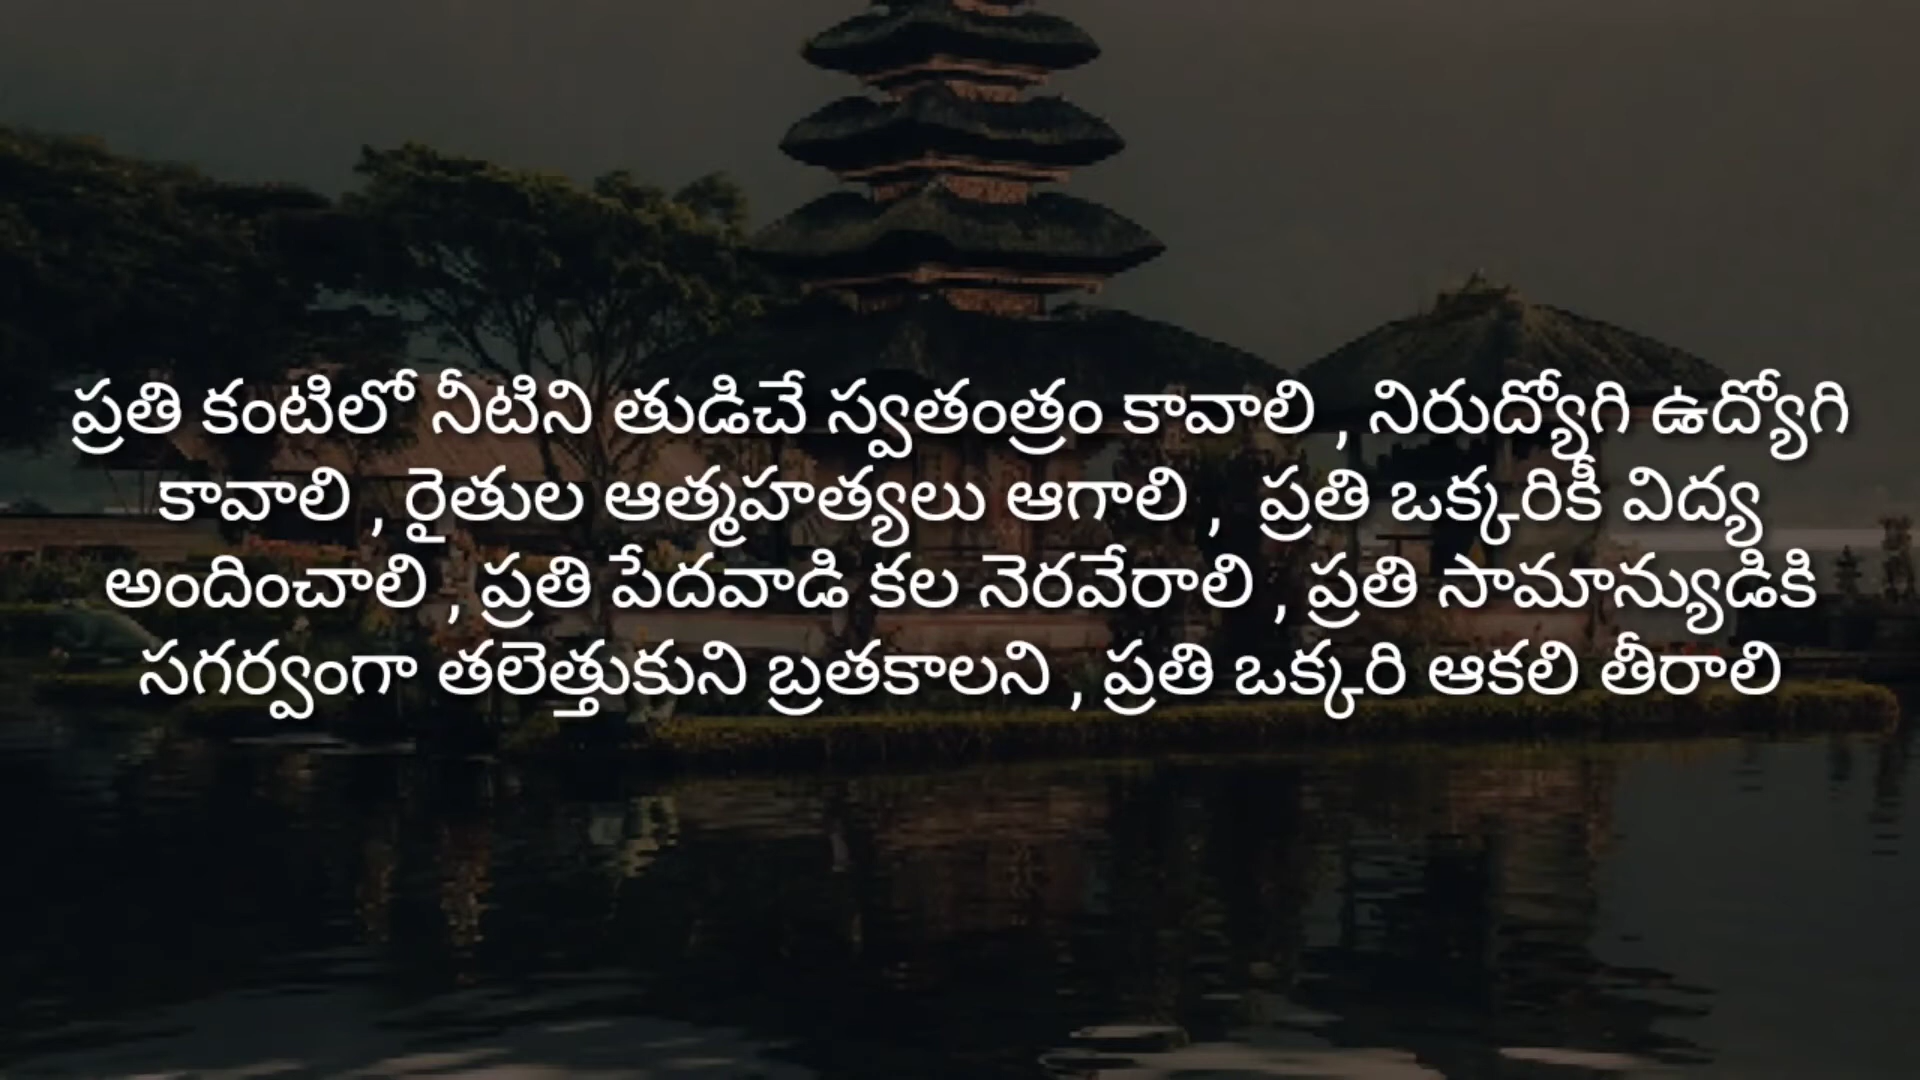 ప్రతి కంటిలో నీటిని తుడిచే స్వతంత్రం కావాలి , నిరుద్యోగి ఉద్యోగి
కావాలి , రైతుల ఆత్మహత్యలు ఆగాలి , ప్రతి ఒక్కరికీ విద్య
అందించాలి , ప్రతి పేదవాడి కల నెరవేరాలి , ప్రతి సామాన్యుడికి
సగర్వంగా తలెత్తుకుని బ్రతకాలని , ప్రతి ఒక్కరి ఆకలి తీరాలి